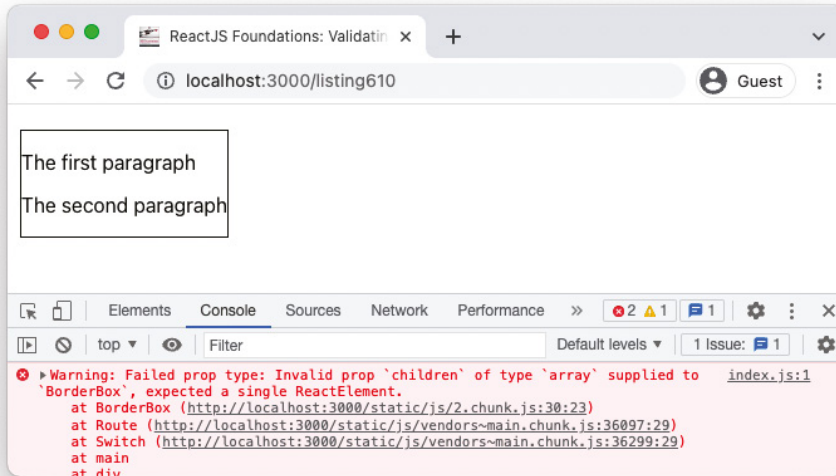 ReactJS Foundations: Validatin
localhost:3000/listing610
Guest
The first paragraph
The second paragraph
Elements Console Sources Network Performance » 2 1 1
top ▼ Filter Default levels ▼ 1 Issue: 1
▶Warning: Failed prop type: Invalid prop `children` of type `array` supplied to index.js:1
`BorderBox`, expected a single ReactElement.
at BorderBox (http://localhost:3000/static/js/2.chunk.js:30:23)
at Route (http://localhost:3000/static/js/vendors~main.chunk.js:36097:29)
at Switch (http://localhost:3000/static/js/vendors~main.chunk.js:36299:29)
at main
at div